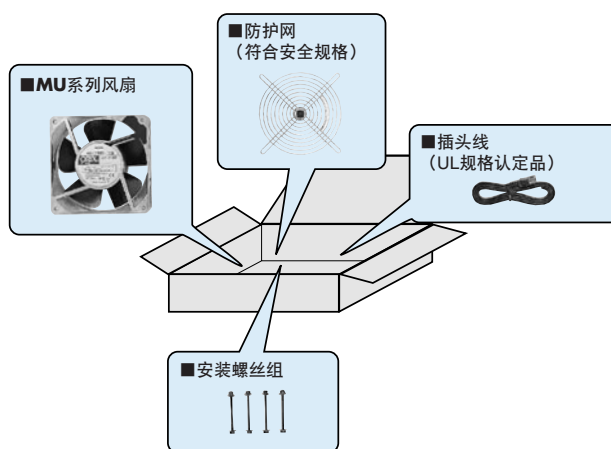 ■防护网
（符合安全规格）
■MU系列风扇
■插头线
（UL规格认定品）
■安装螺丝组